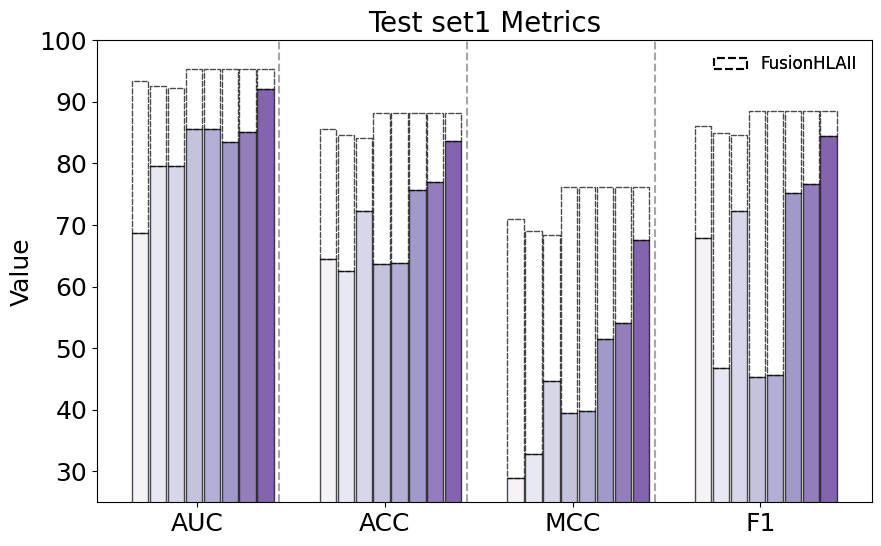 Test set1 Metrics
100
90
80
70
60
50
40
30
Value
FusionHLAII
AUC
ACC
MCC
F1